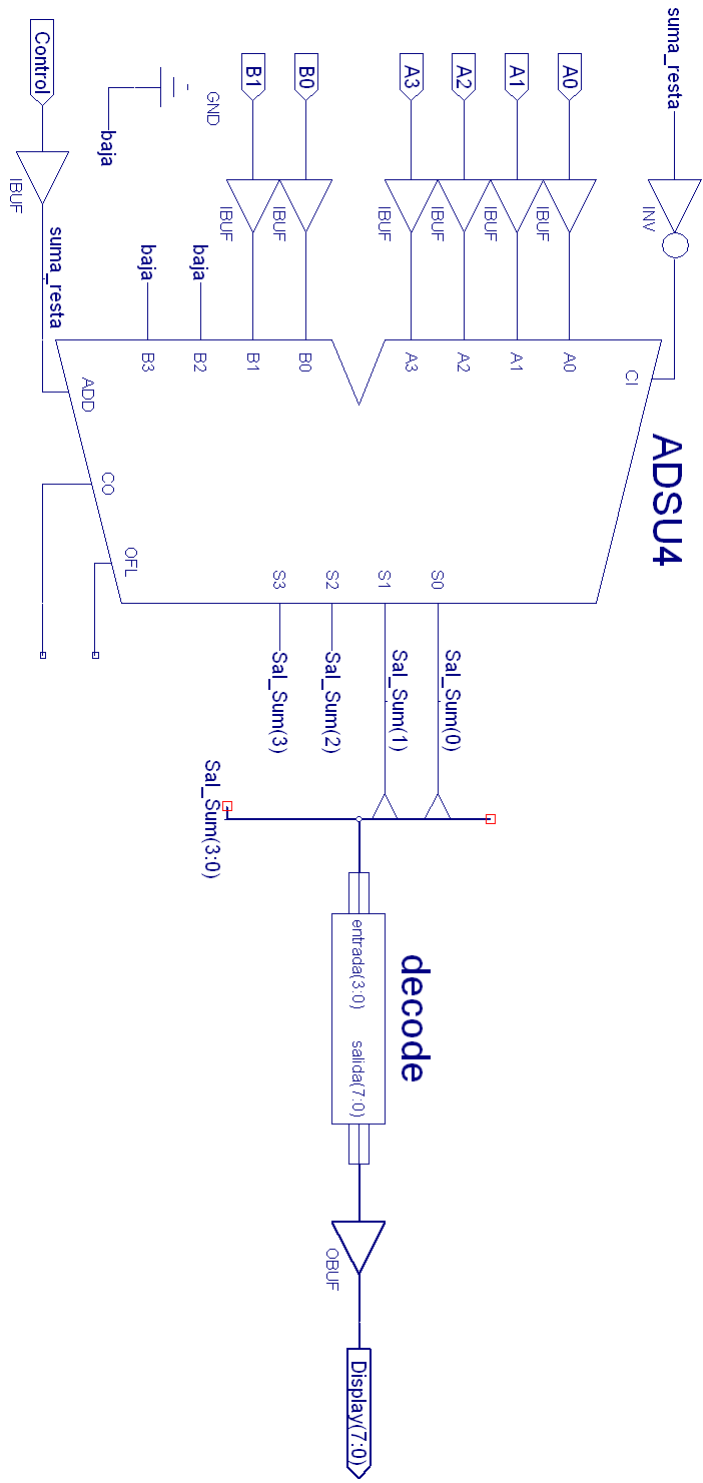 suma_resta
ADSU4
INV
CI
A0
A0
IBUF
A1
A1
IBUF
A2
A2
IBUF
A3
A3
IBUF
S0
Sal_Sum(0)
decode
S1
Sal_Sum(1)
entrada(3:0)
salida(7:0)
Display(7:0)
OBUF
S2
Sal_Sum(2)
B0
B0
IBUF
S3
Sal_Sum(3)
B1
B1
IBUF
GND
Sal_Sum(3:0)
baja
B2
baja
B3
OFL
baja
CO
ADD
suma_resta
Control
IBUF